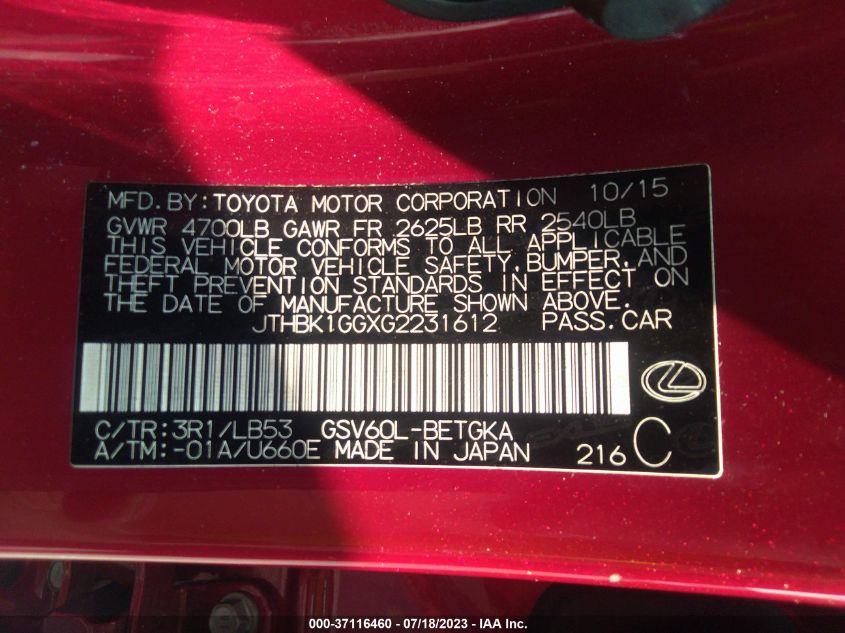 MFD.BY:TOYOTA MOTOR CORPORATION 10/15
GVWR 4700LB GAWR FR 2625LB RR 2540LB
THIS VEHICLE CONFORMS TO ALL APPLICABLE
FEDERAL MOTOR VEHICLE SAFETY,BUMPER,AND
THEFT PREVENTION STANDARDS IN EFFECT ON
THE DATE OF MANUFACTURE SHOWN ABOVE.
JTHBK1GGXG2231612 PASS.CAR
C/TR:3R1/LB53 GSV60L-BETGKA
A/TM:-01A/U660E MADE IN JAPAN 216 C
000-37116460 - 07/18/2023 - IAA Inc.